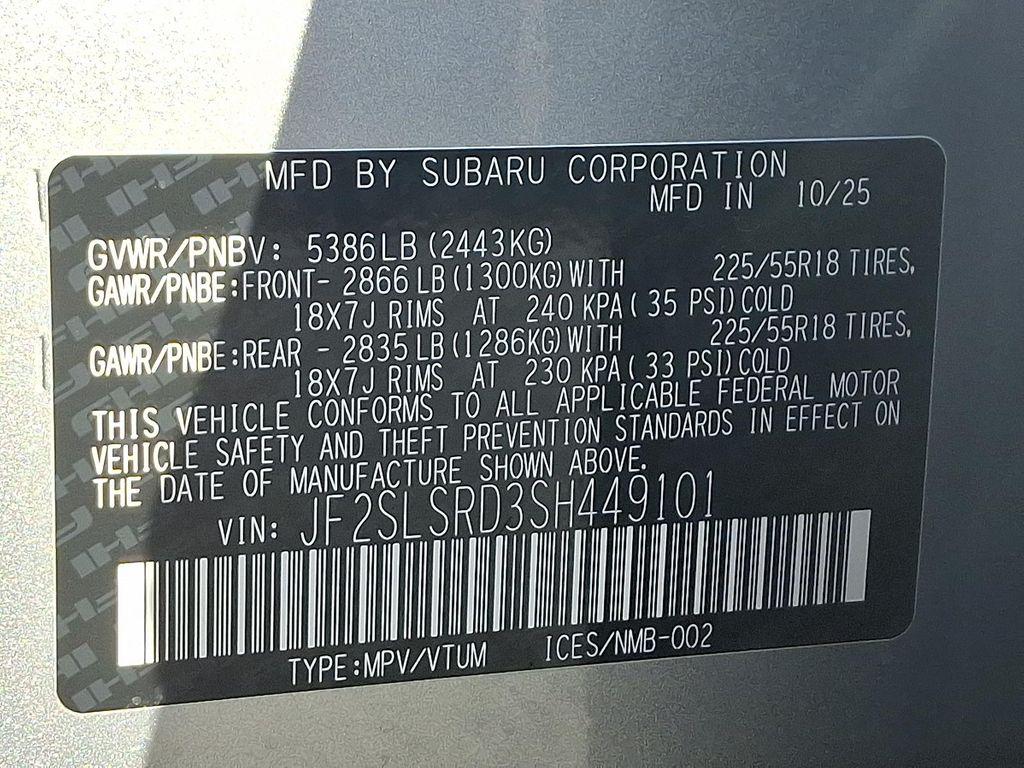 MFD BY SUBARU CORPORATION
MFD IN 10/25
GVWR/PNBV: 5386LB (2443KG)
GAWR/PNBE:FRONT- 2866 LB (1300KG) WITH 225/55R18 TIRES,
18X7J RIMS AT 240 KPA ( 35 PSI) COLD
GAWR/PNBE:REAR - 2835 LB (1286KG) WITH 225/55R18 TIRES,
18X7J RIMS AT 230 KPA ( 33 PSI) COLD
THIS VEHICLE CONFORMS TO ALL APPLICABLE FEDERAL MOTOR
VEHICLE SAFETY AND THEFT PREVENTION STANDARDS IN EFFECT ON
THE DATE OF MANUFACTURE SHOWN ABOVE.
VIN: JF2SLSRD3SH449101
TYPE:MPV/VTUM ICES/NMB-002